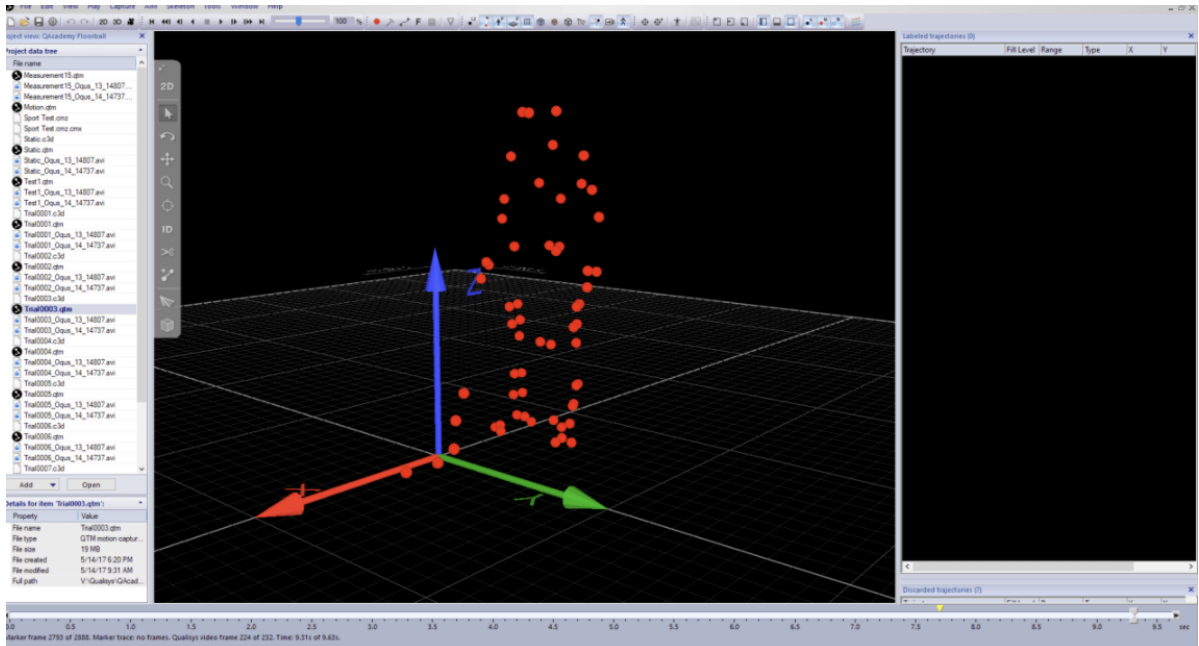 File Edit View Play Capture AIM Skeleton Tools Window Help
2D 3D 100 % F
Project view: QAcademy Floorball
Project data tree
File name
Measurement15.qtm
Measurement15_Oqus_13_14807...
Measurement15_Oqus_14_14737...
Motion.qtm
Sport Test.cmz
Sport Test.cmz.cmx
Static.c3d
Static.qtm
Static_Oqus_13_14807.avi
Static_Oqus_14_14737.avi
Test1.qtm
Test1_Oqus_13_14807.avi
Test1_Oqus_14_14737.avi
Trial0001.c3d
Trial0001.qtm
Trial0001_Oqus_13_14807.avi
Trial0001_Oqus_14_14737.avi
Trial0002.c3d
Trial0002.qtm
Trial0002_Oqus_13_14807.avi
Trial0002_Oqus_14_14737.avi
Trial0003.c3d
Trial0003.qtm
Trial0003_Oqus_13_14807.avi
Trial0003_Oqus_14_14737.avi
Trial0004.c3d
Trial0004.qtm
Trial0004_Oqus_13_14807.avi
Trial0004_Oqus_14_14737.avi
Trial0005.c3d
Trial0005.qtm
Trial0005_Oqus_13_14807.avi
Trial0005_Oqus_14_14737.avi
Trial0006.c3d
Trial0006.qtm
Trial0006_Oqus_13_14807.avi
Trial0006_Oqus_14_14737.avi
Trial0007.c3d
Add Open
Details for item 'Trial0003.qtm':
Property Value
File name Trial0003.qtm
File type QTM motion captur...
File size 19 MB
File created 5/14/17 6:20 PM
File modified 5/14/17 9:31 AM
Full path V:\Qualisys\QAcad...
2D
ID
Z
X
Y
Labeled trajectories (0)
Trajectory Fill Level Range Type X Y
Discarded trajectories (7)
0.0 0.5 1.0 1.5 2.0 2.5 3.0 3.5 4.0 4.5 5.0 5.5 6.0 6.5 7.0 7.5 8.0 8.5 9.0 9.5 sec
Marker frame 2793 of 2888. Marker trace: no frames. Qualisys video frame 224 of 232. Time: 9.31s of 9.63s.